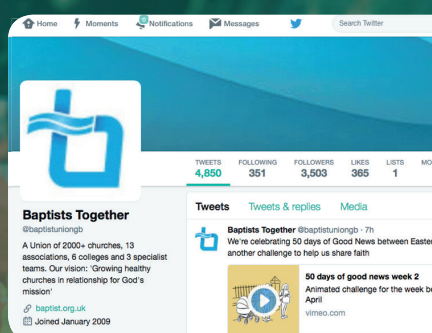 Home Moments Notifications Messages Search Twitter
TWEETS FOLLOWING FOLLOWERS LIKES LISTS MO
4,850 351 3,503 365 1
Tweets Tweets & replies Media
Baptists Together
@baptistuniongb
A Union of 2000+ churches, 13
associations, 6 colleges and 3 specialist
teams. Our vision: 'Growing healthy
churches in relationship for God's
mission'
baptist.org.uk
Joined January 2009
Baptists Together @baptistuniongb · 7h
We're celebrating 50 days of Good News between Easter
another challenge to help us share faith
50 days of good news week 2
Animated challenge for the week be
April
vimeo.com